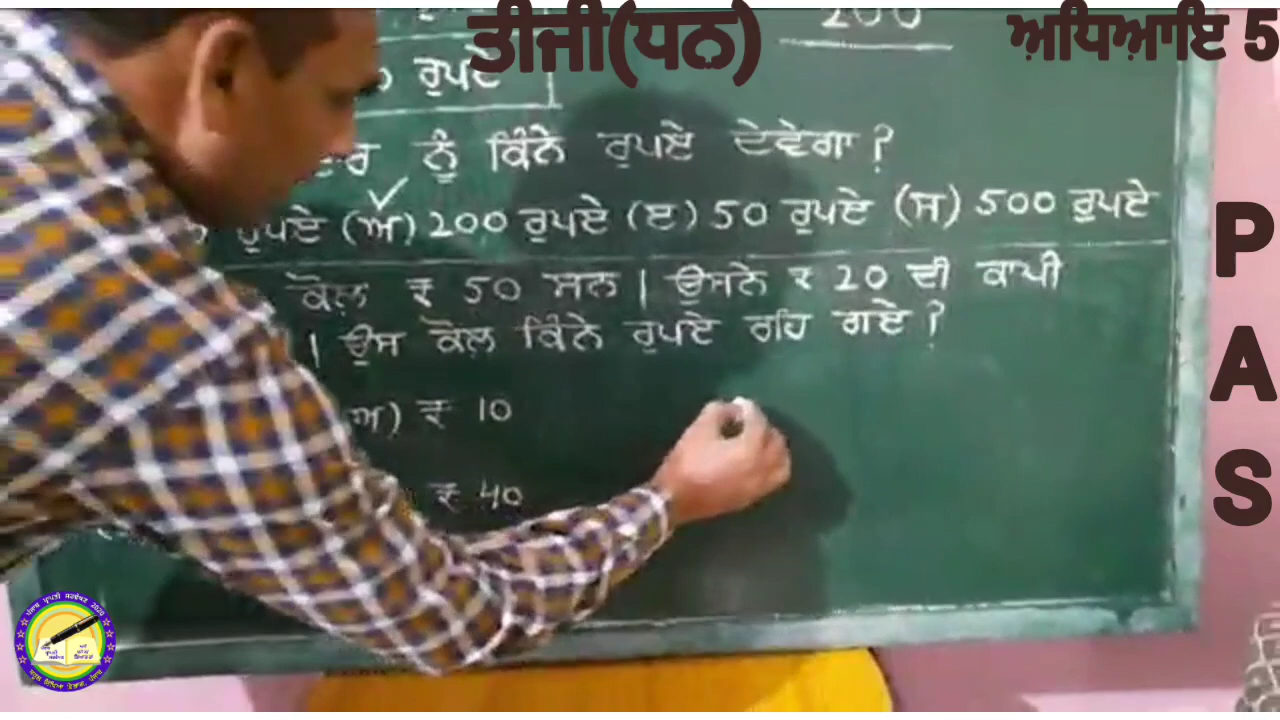 ਤੀਜੀ(ਧਨ)
ਅਧਿਆਇ 5
200
ਰੁਪਏ
ਨੂੰ ਕਿੰਨੇ ਰੁਪਏ ਦੇਵੇਗਾ ?
ਰੁਪਏ (ਅ) 200 ਰੁਪਏ (ੲ) 50 ਰੁਪਏ (ਸ) 500 ਰੁਪਏ
ਕੋਲ ₹ 50 ਸਨ | ਉਸਨੇ ₹ 20 ਦੀ ਕਾਪੀ
| ਉਸ ਕੋਲ ਕਿੰਨੇ ਰੁਪਏ ਰਹਿ ਗਏ ?
ਅ) ₹ 10
₹ 40
PAS